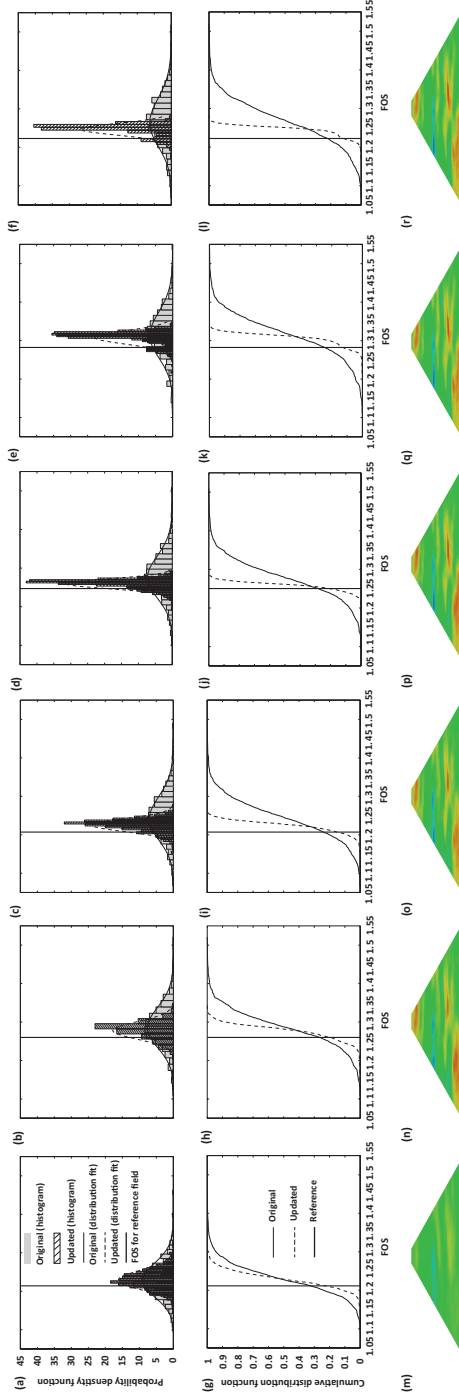 (a) (b) (c) (d) (e) (f)
45
40
35
30
25
20
15
10
5
0
Probability denstity function
Original (histogram)
Updated (histogram)
Original (distribution fit)
Updated (distribution fit)
FOS for reference field
(g) (h) (i) (j) (k) (l)
1
0.9
0.8
0.7
0.6
0.5
0.4
0.3
0.2
0.1
0
Cumulative distribution function
Original
Updated
Reference
1.05 1.1 1.15 1.2 1.25 1.3 1.35 1.4 1.45 1.5 1.55
1.05 1.1 1.15 1.2 1.25 1.3 1.35 1.4 1.45 1.5 1.55
1.05 1.1 1.15 1.2 1.25 1.3 1.35 1.4 1.45 1.5 1.55
1.05 1.1 1.15 1.2 1.25 1.3 1.35 1.4 1.45 1.5 1.55
1.05 1.1 1.15 1.2 1.25 1.3 1.35 1.4 1.45 1.5 1.55
1.05 1.1 1.15 1.2 1.25 1.3 1.35 1.4 1.45 1.5 1.55
FOS FOS FOS FOS FOS FOS
(m) (n) (o) (p) (q) (r)